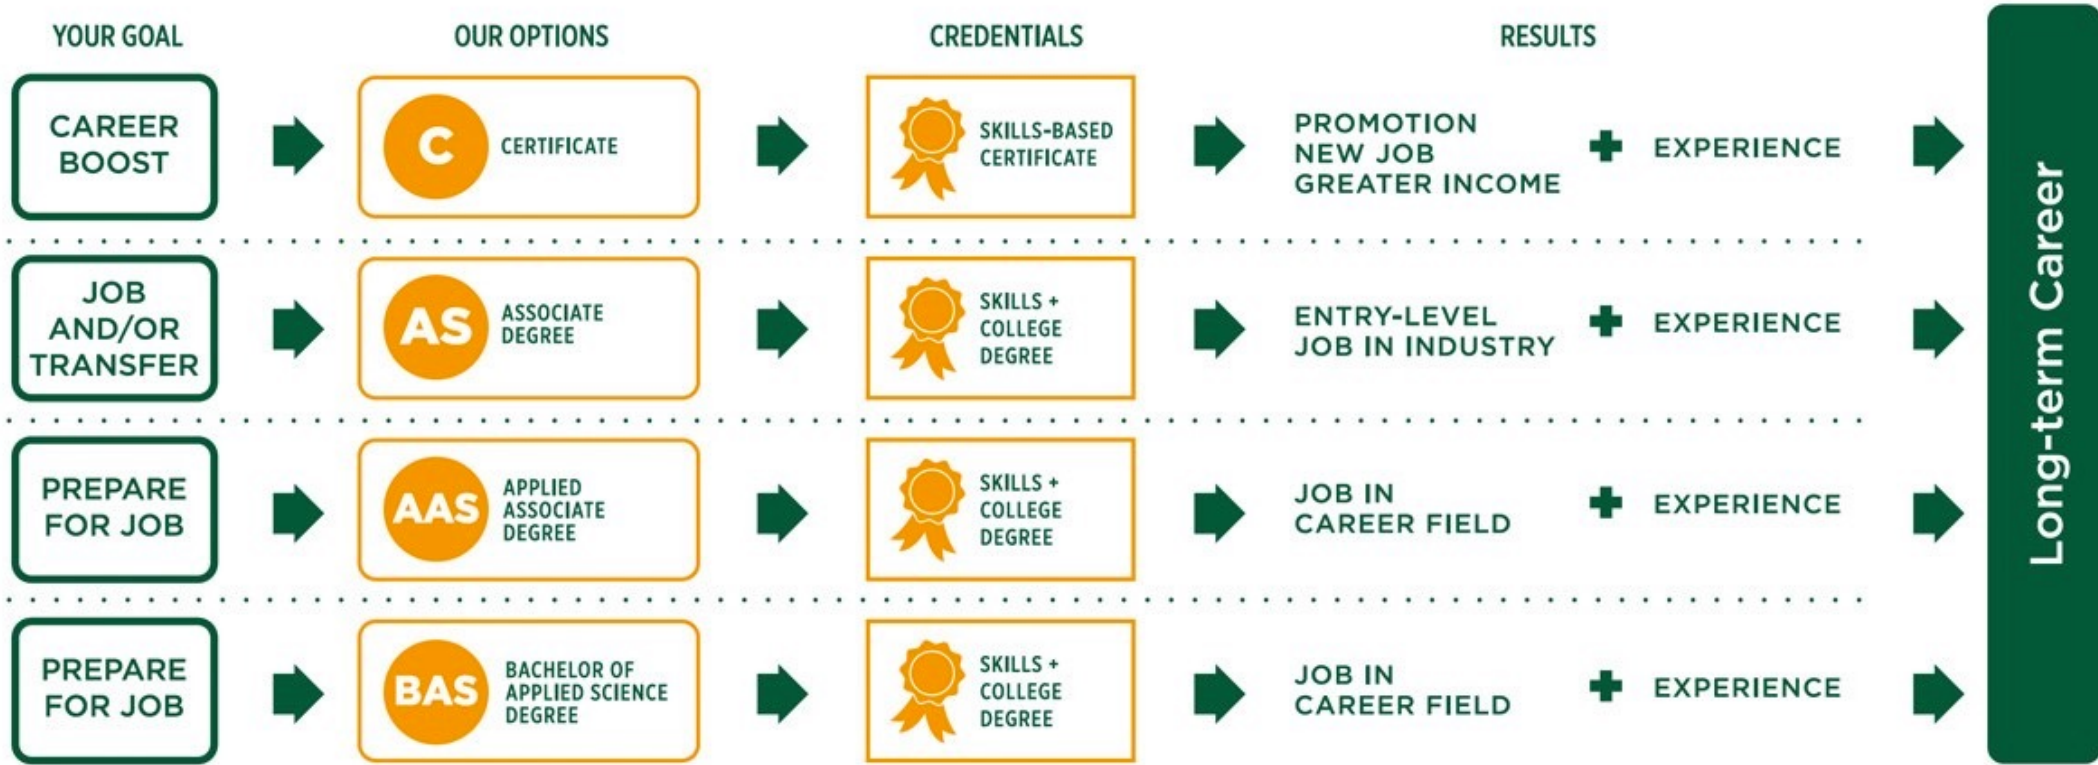 YOUR GOAL
OUR OPTIONS
CREDENTIALS
RESULTS
CAREER
BOOST
C
CERTIFICATE
SKILLS-BASED
CERTIFICATE
PROMOTION
NEW JOB
GREATER INCOME
+ EXPERIENCE
JOB
AND/OR
TRANSFER
AS
ASSOCIATE
DEGREE
SKILLS +
COLLEGE
DEGREE
ENTRY-LEVEL
JOB IN INDUSTRY
+ EXPERIENCE
PREPARE
FOR JOB
AAS
APPLIED
ASSOCIATE
DEGREE
SKILLS +
COLLEGE
DEGREE
JOB IN
CAREER FIELD
+ EXPERIENCE
PREPARE
FOR JOB
BAS
BACHELOR OF
APPLIED SCIENCE
DEGREE
SKILLS +
COLLEGE
DEGREE
JOB IN
CAREER FIELD
+ EXPERIENCE
Long-term Career